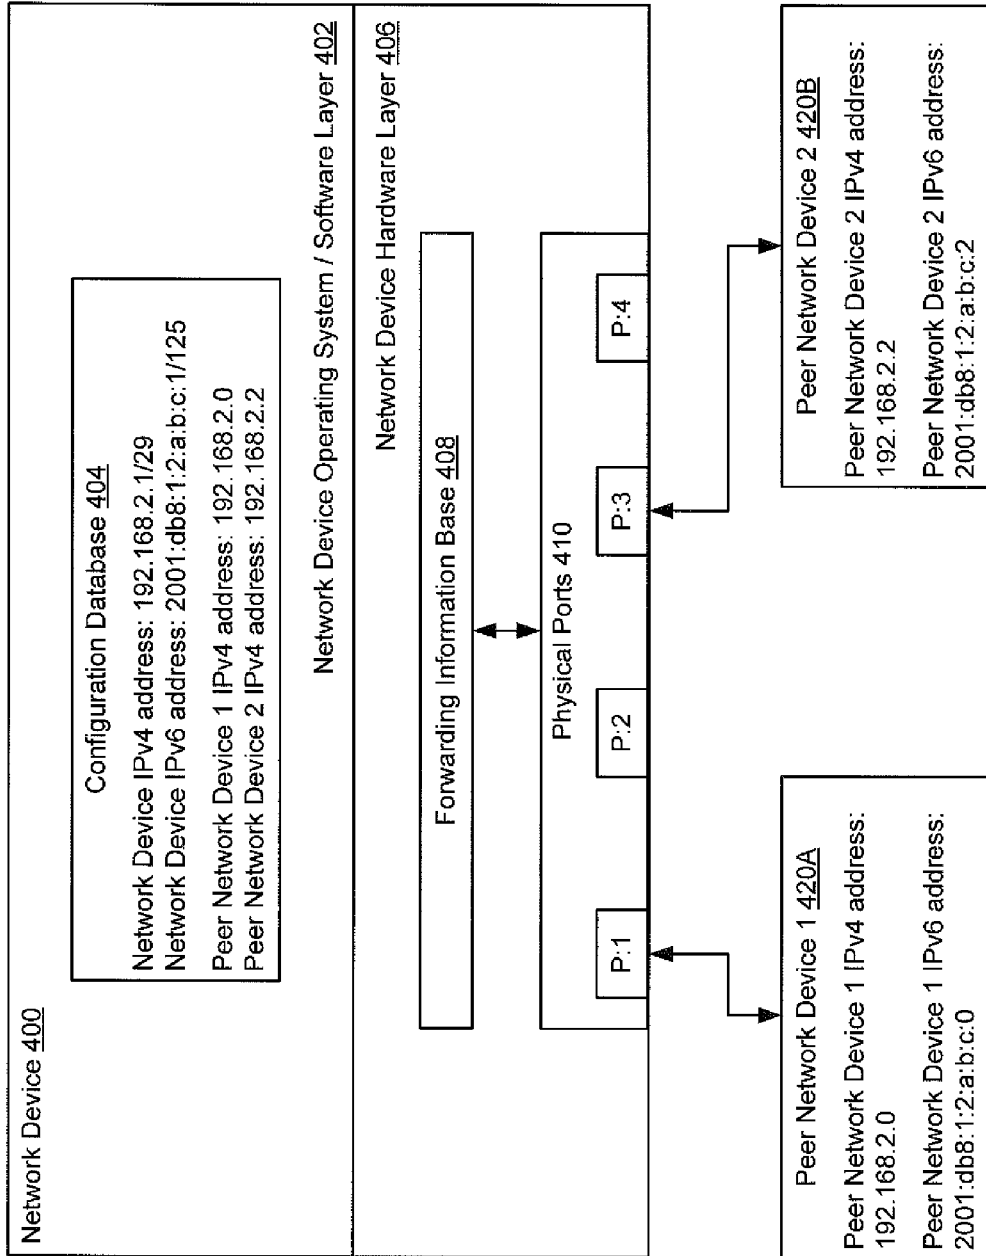 Network Device 400
Configuration Database 404
Network Device IPv4 address: 192.168.2.1/29
Network Device IPv6 address: 2001:db8:1:2:a:b:c:1/125
Peer Network Device 1 IPv4 address: 192.168.2.0
Peer Network Device 2 IPv4 address: 192.168.2.2
Network Device Operating System / Software Layer 402
Network Device Hardware Layer 406
Forwarding Information Base 408
Physical Ports 410
P:1
P:2
P:3
P:4
Peer Network Device 1 420A
Peer Network Device 1 IPv4 address:
192.168.2.0
Peer Network Device 1 IPv6 address:
2001:db8:1:2:a:b:c:0
Peer Network Device 2 420B
Peer Network Device 2 IPv4 address:
192.168.2.2
Peer Network Device 2 IPv6 address:
2001:db8:1:2:a:b:c:2